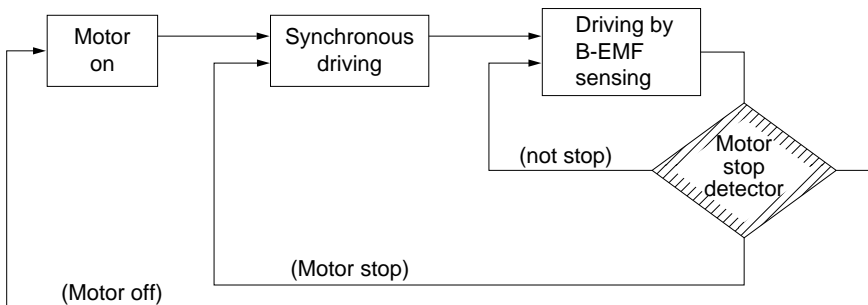 Motor
on
Synchronous
driving
Driving by
B-EMF
sensing
Motor
stop
detector
(not stop)
(Motor stop)
(Motor off)